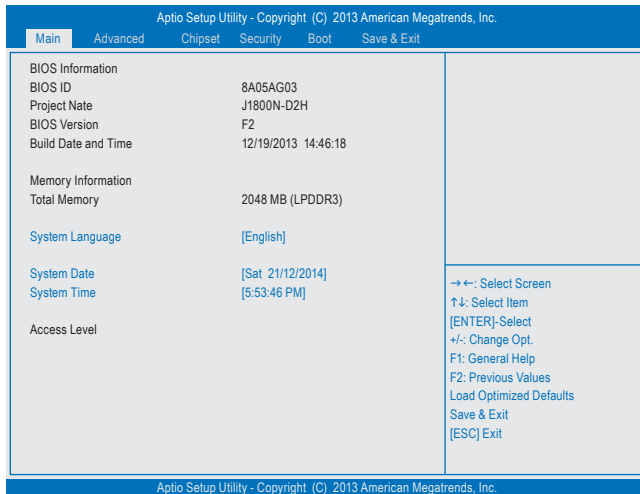 Aptio Setup Utility - Copyright (C) 2013 American Megatrends, Inc.
Main Advanced Chipset Security Boot Save & Exit
BIOS Information
BIOS ID 8A05AG03
Project Nate J1800N-D2H
BIOS Version F2
Build Date and Time 12/19/2013 14:46:18
Memory Information
Total Memory 2048 MB (LPDDR3)
System Language [English]
System Date [Sat 21/12/2014]
System Time [5:53:46 PM]
Access Level
→←: Select Screen
↑↓: Select Item
[ENTER]-Select
+/-: Change Opt.
F1: General Help
F2: Previous Values
Load Optimized Defaults
Save & Exit
[ESC] Exit
Aptio Setup Utility - Copyright (C) 2013 American Megatrends, Inc.